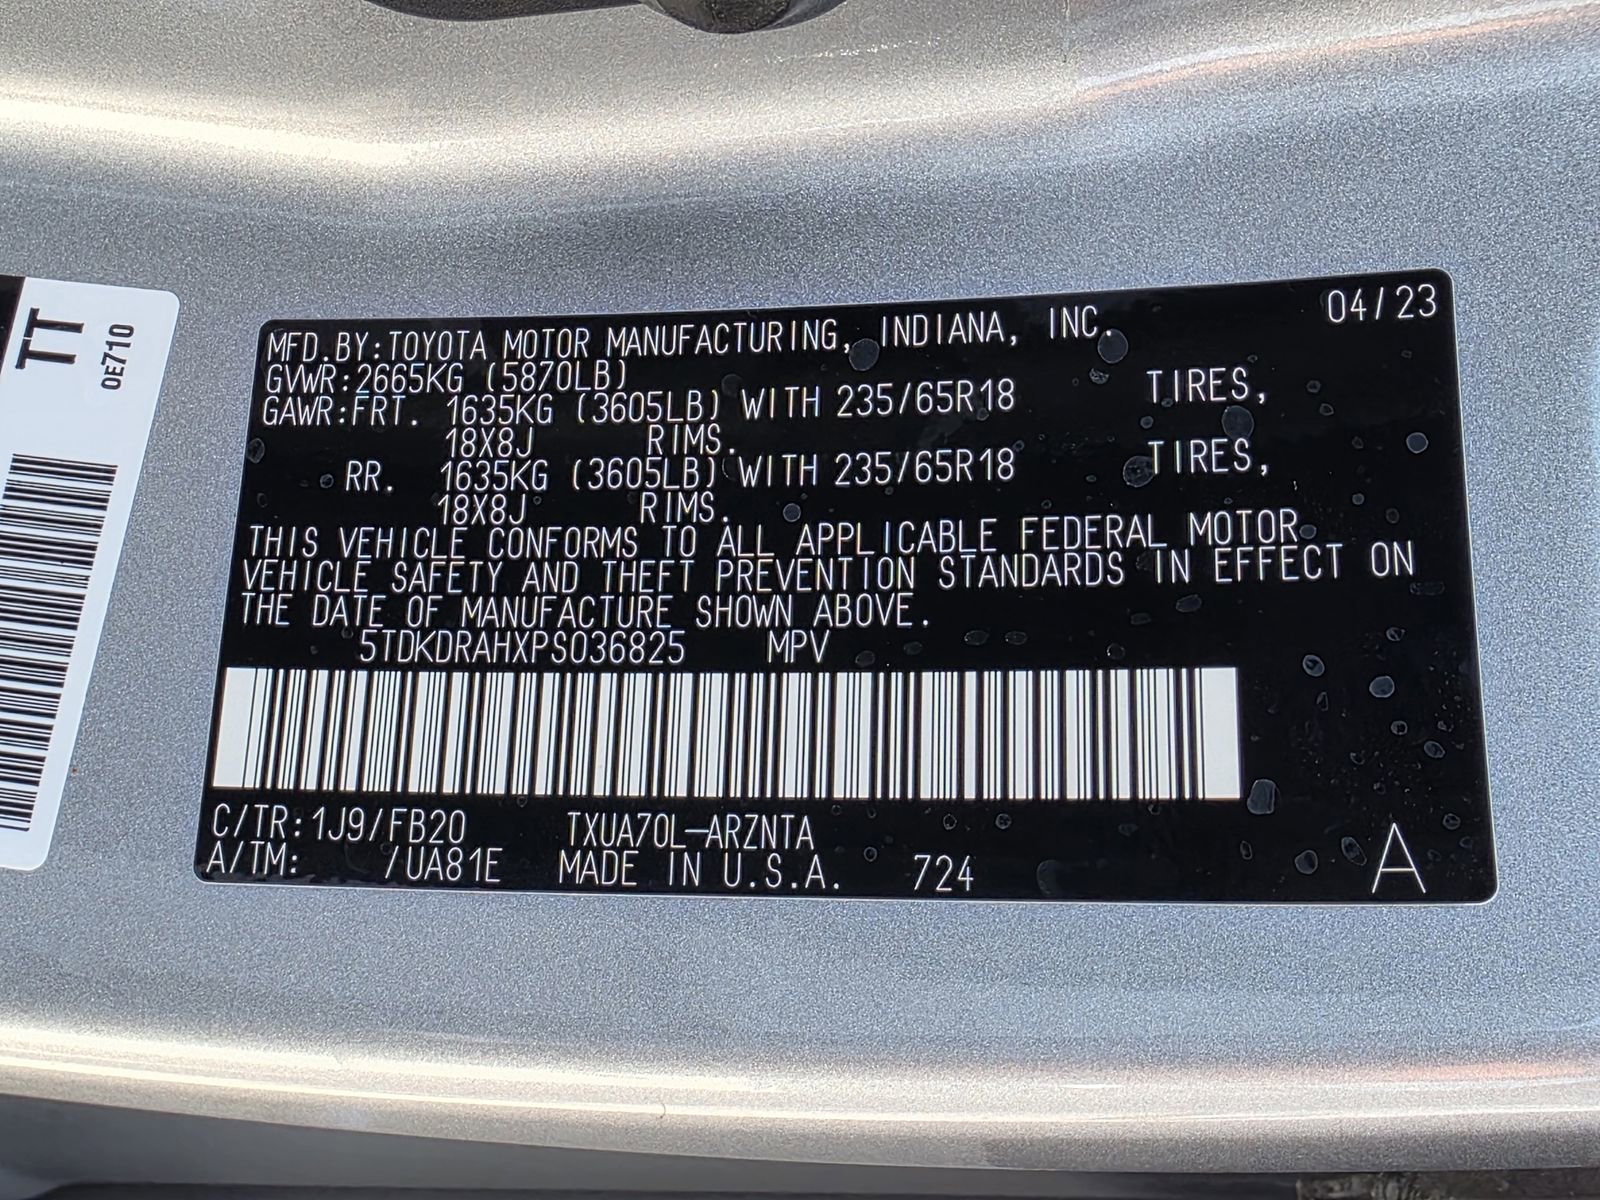 TT
0E710
04/23
MFD.BY:TOYOTA MOTOR MANUFACTURING, INDIANA, INC.
GVWR:2665KG (5870LB)
GAWR:FRT. 1635KG (3605LB) WITH 235/65R18 TIRES,
18X8J RIMS.
RR. 1635KG (3605LB) WITH 235/65R18 TIRES,
18X8J RIMS.
THIS VEHICLE CONFORMS TO ALL APPLICABLE FEDERAL MOTOR
VEHICLE SAFETY AND THEFT PREVENTION STANDARDS IN EFFECT ON
THE DATE OF MANUFACTURE SHOWN ABOVE.
5TDKDRAHXPS036825 MPV
C/TR:1J9/FB20 TXUA70L-ARZNTA
A/TM: /UA81E MADE IN U.S.A. 724
A